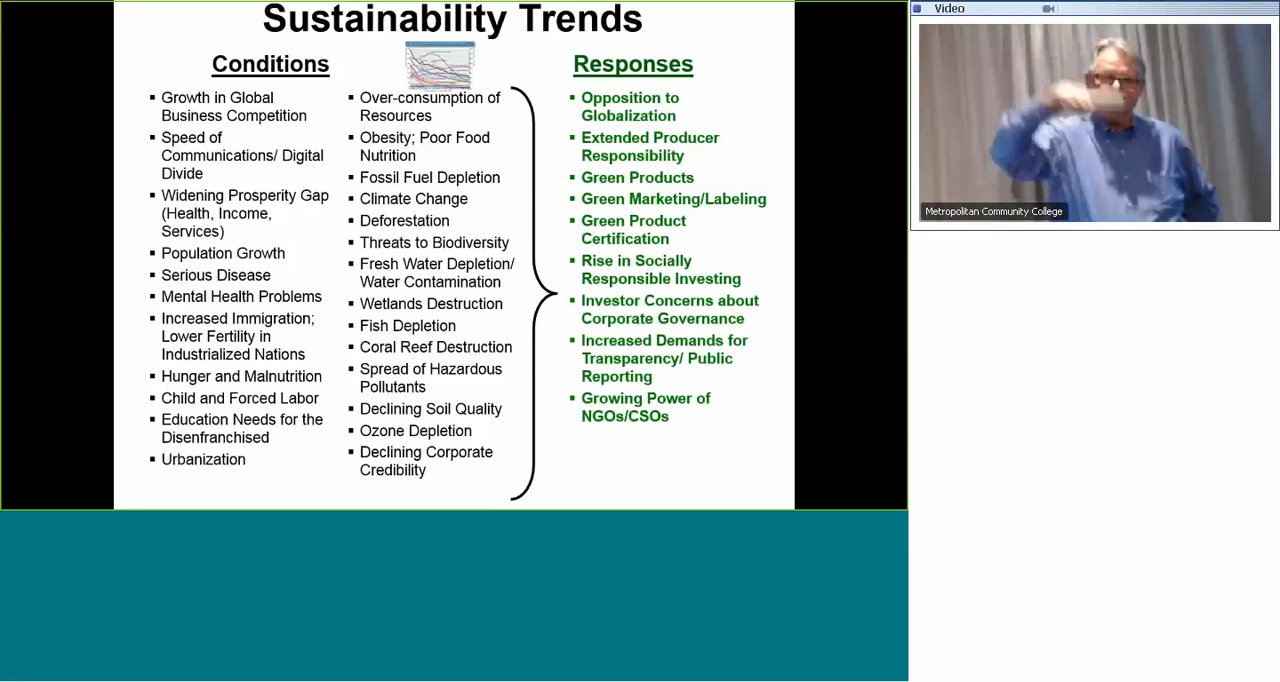 Sustainability Trends
Conditions
▪ Growth in Global
Business Competition
▪ Speed of
Communications/ Digital
Divide
▪ Widening Prosperity Gap
(Health, Income,
Services)
▪ Population Growth
▪ Serious Disease
▪ Mental Health Problems
▪ Increased Immigration;
Lower Fertility in
Industrialized Nations
▪ Hunger and Malnutrition
▪ Child and Forced Labor
▪ Education Needs for the
Disenfranchised
▪ Urbanization
▪ Over-consumption of
Resources
▪ Obesity; Poor Food
Nutrition
▪ Fossil Fuel Depletion
▪ Climate Change
▪ Deforestation
▪ Threats to Biodiversity
▪ Fresh Water Depletion/
Water Contamination
▪ Wetlands Destruction
▪ Fish Depletion
▪ Coral Reef Destruction
▪ Spread of Hazardous
Pollutants
▪ Declining Soil Quality
▪ Ozone Depletion
▪ Declining Corporate
Credibility
Responses
▪ Opposition to
Globalization
▪ Extended Producer
Responsibility
▪ Green Products
▪ Green Marketing/Labeling
▪ Green Product
Certification
▪ Rise in Socially
Responsible Investing
▪ Investor Concerns about
Corporate Governance
▪ Increased Demands for
Transparency/ Public
Reporting
▪ Growing Power of
NGOs/CSOs
Video
Metropolitan Community College